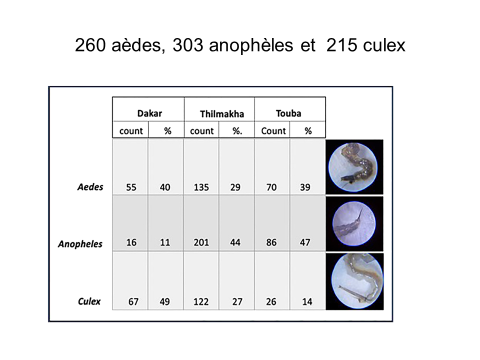 260 aèdes, 303 anophèles et 215 culex
Dakar Thilmakha Touba
count % count %. Count %
Aedes 55 40 135 29 70 39
Anopheles 16 11 201 44 86 47
Culex 67 49 122 27 26 14